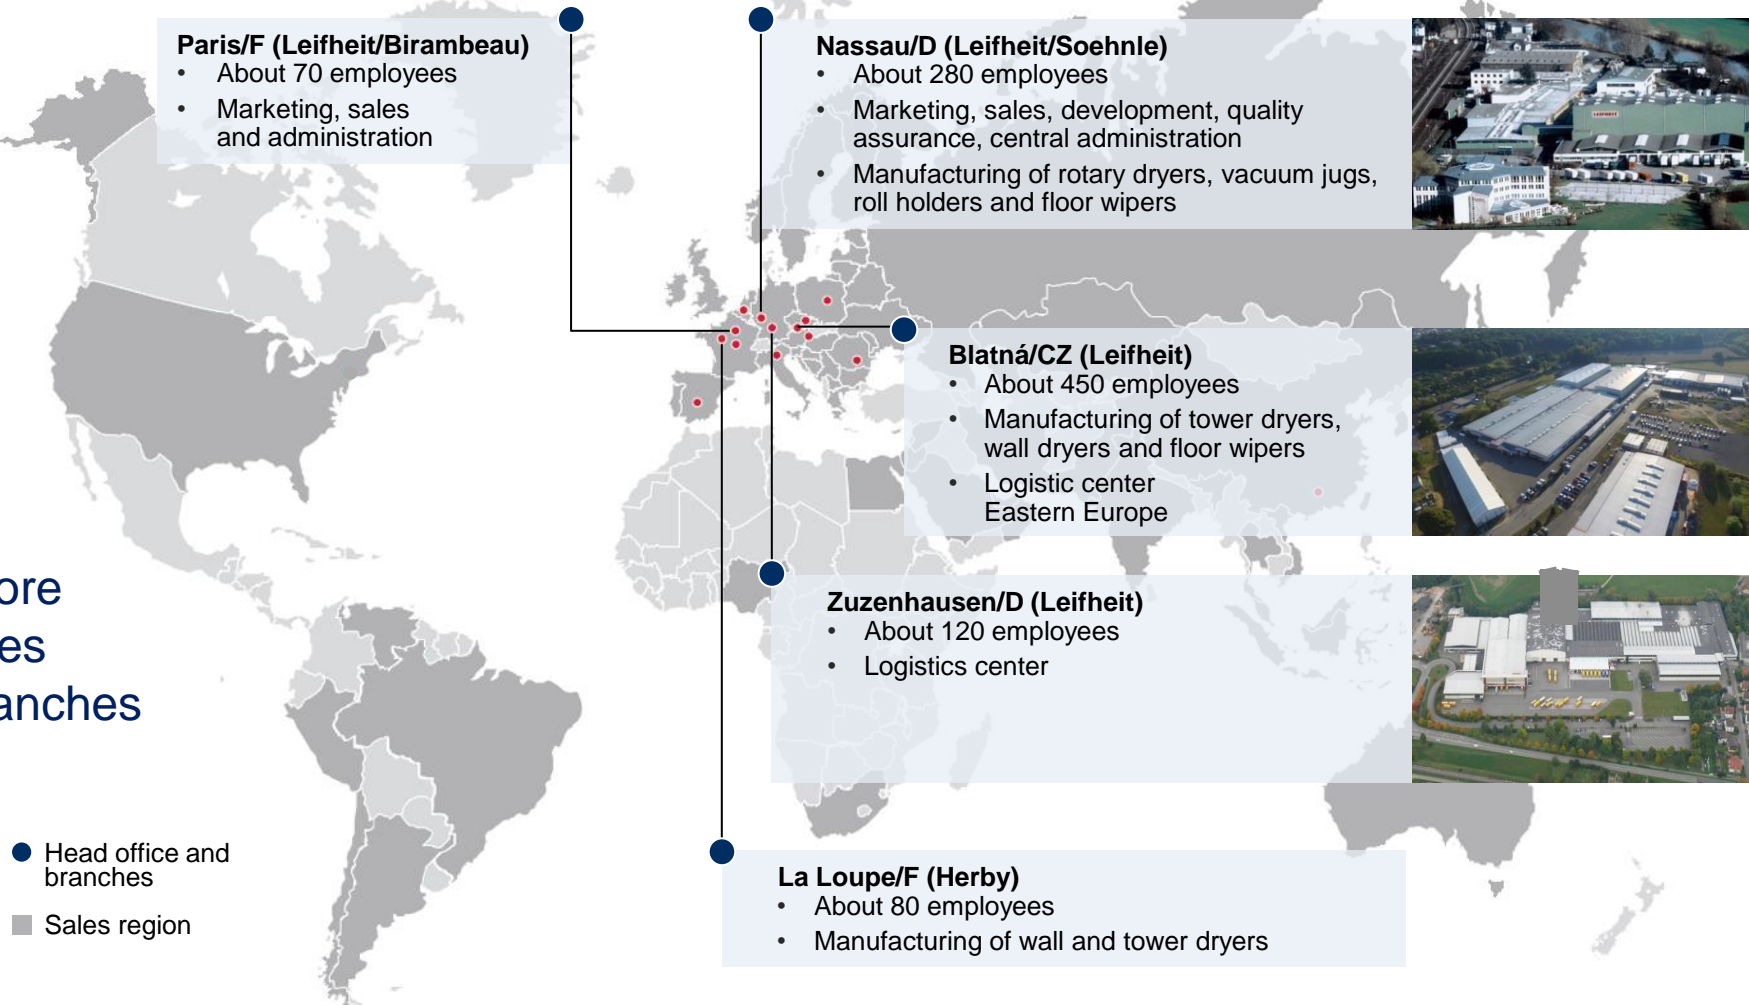 Paris/F (Leifheit/Birambeau)
• About 70 employees
• Marketing, sales
and administration
Nassau/D (Leifheit/Soehnle)
• About 280 employees
• Marketing, sales, development, quality
assurance, central administration
• Manufacturing of rotary dryers, vacuum jugs,
roll holders and floor wipers
LEIFHEIT
Blatná/CZ (Leifheit)
• About 450 employees
• Manufacturing of tower dryers,
wall dryers and floor wipers
• Logistic center
Eastern Europe
Zuzenhausen/D (Leifheit)
• About 120 employees
• Logistics center
ore
es
anches
Head office and
branches
Sales region
La Loupe/F (Herby)
• About 80 employees
• Manufacturing of wall and tower dryers